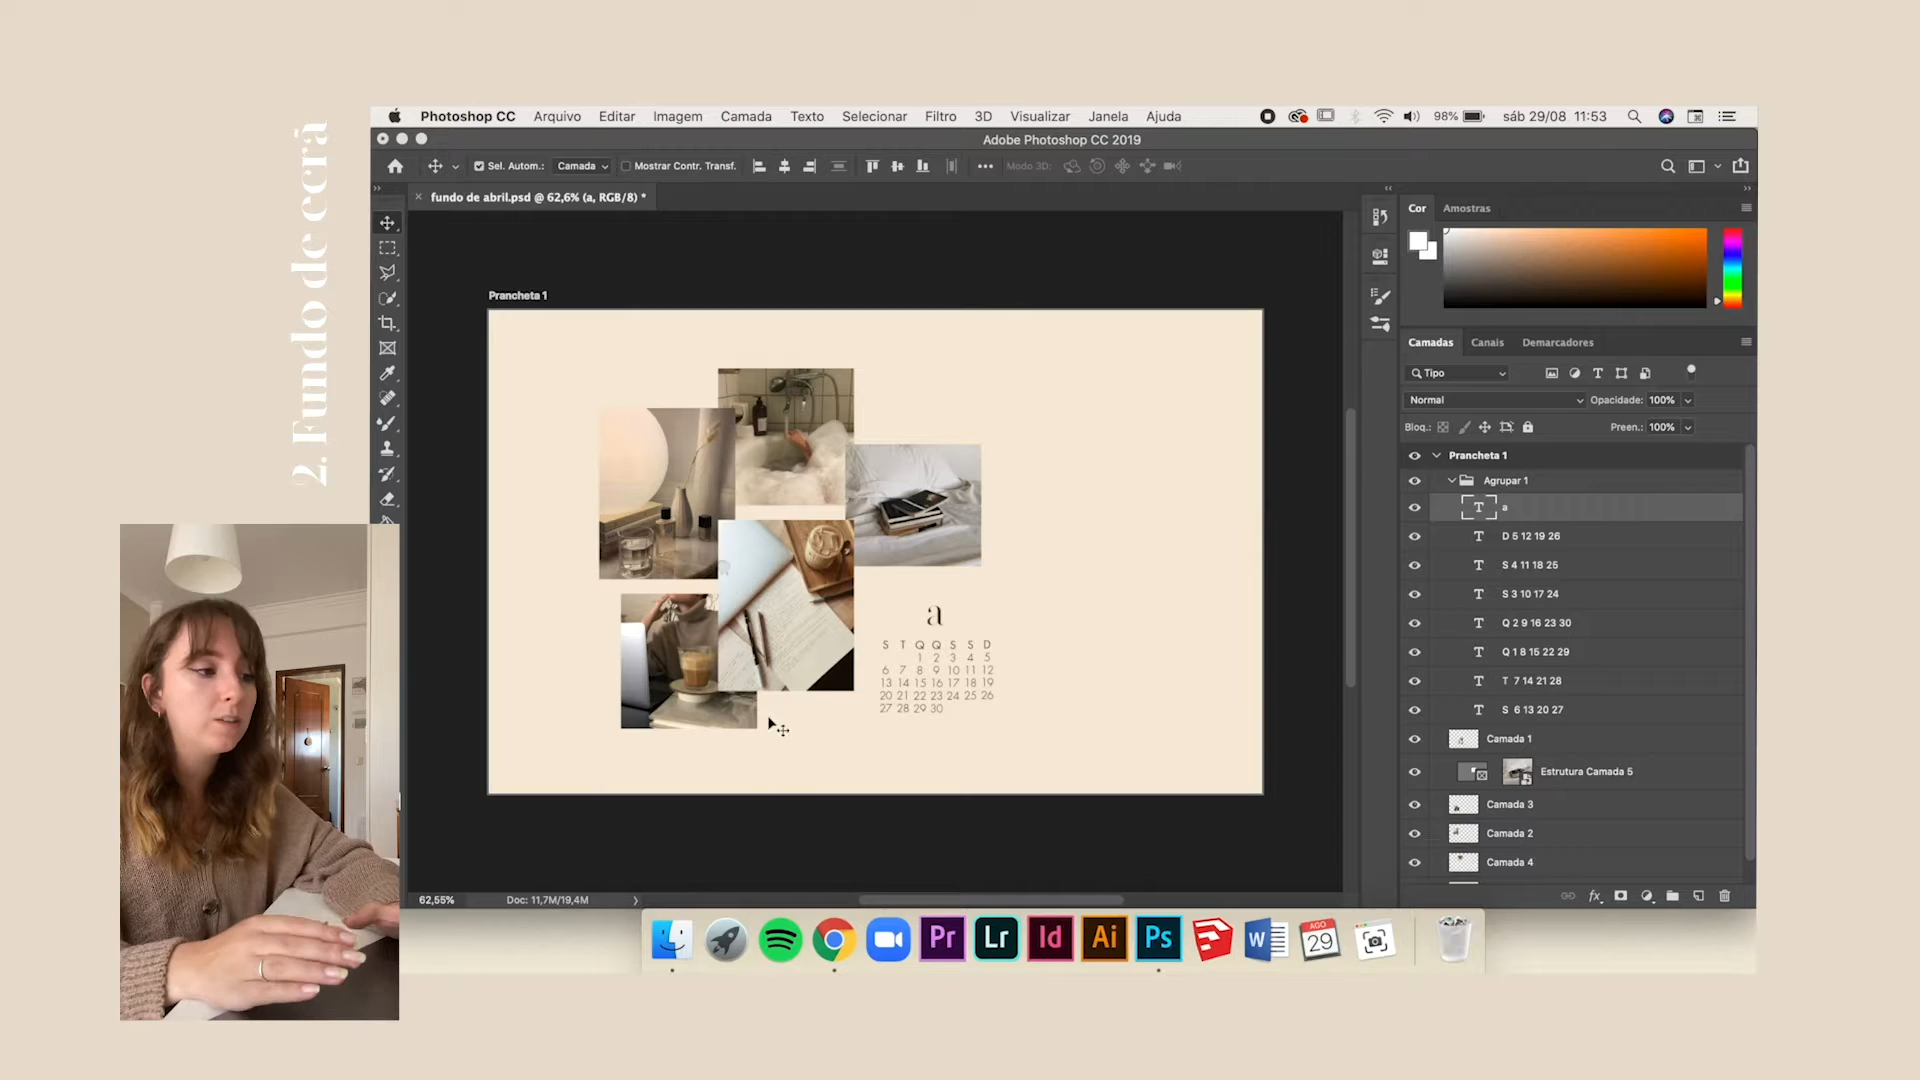 2. Fundo de ecrã
Photoshop CC Arquivo Editar Imagem Camada Texto Selecionar Filtro 3D Visualizar Janela Ajuda 98% sáb 29/08 11:53
Adobe Photoshop CC 2019
Sel. Autom.: Camada Mostrar Contr. Transf. Modo 3D:
fundo de abril.psd @ 62,6% (a, RGB/8) *
Cor Amostras
Prancheta 1
Camadas Canais Demarcadores
Tipo
Normal Opacidade: 100%
Bloq.: Preen.: 100%
Prancheta 1
Agrupar 1
a
D 5 12 19 26
S 4 11 18 25
S 3 10 17 24
Q 2 9 16 23 30
Q 1 8 15 22 29
T 7 14 21 28
S 6 13 20 27
Camada 1
Estrutura Camada 5
Camada 3
Camada 2
Camada 4
a
S T Q Q S S D
1 2 3 4 5
6 7 8 9 10 11 12
13 14 15 16 17 18 19
20 21 22 23 24 25 26
27 28 29 30
62,55% Doc: 11,7M/19,4M
Pr Lr Id Ai Ps W AGO 29